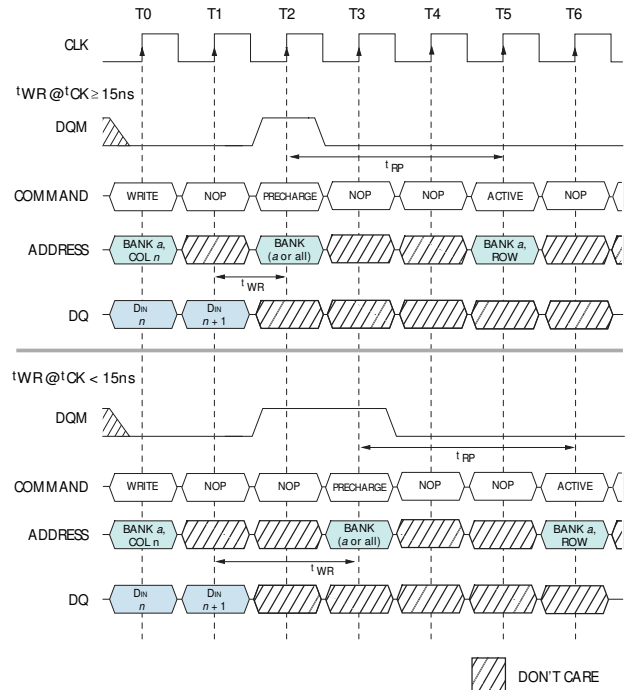 T0 T1 T2 T3 T4 T5 T6
CLK
tWR @ tCK ≥ 15ns
DQM
tRP
COMMAND WRITE NOP PRECHARGE NOP NOP ACTIVE NOP
ADDRESS BANK a, COL n BANK (a or all) BANK a, ROW
tWR
DQ DIN n DIN n + 1
tWR @ tCK < 15ns
DQM
tRP
COMMAND WRITE NOP NOP PRECHARGE NOP NOP ACTIVE
ADDRESS BANK a, COL n BANK (a or all) BANK a, ROW
tWR
DQ DIN n DIN n + 1
DON'T CARE